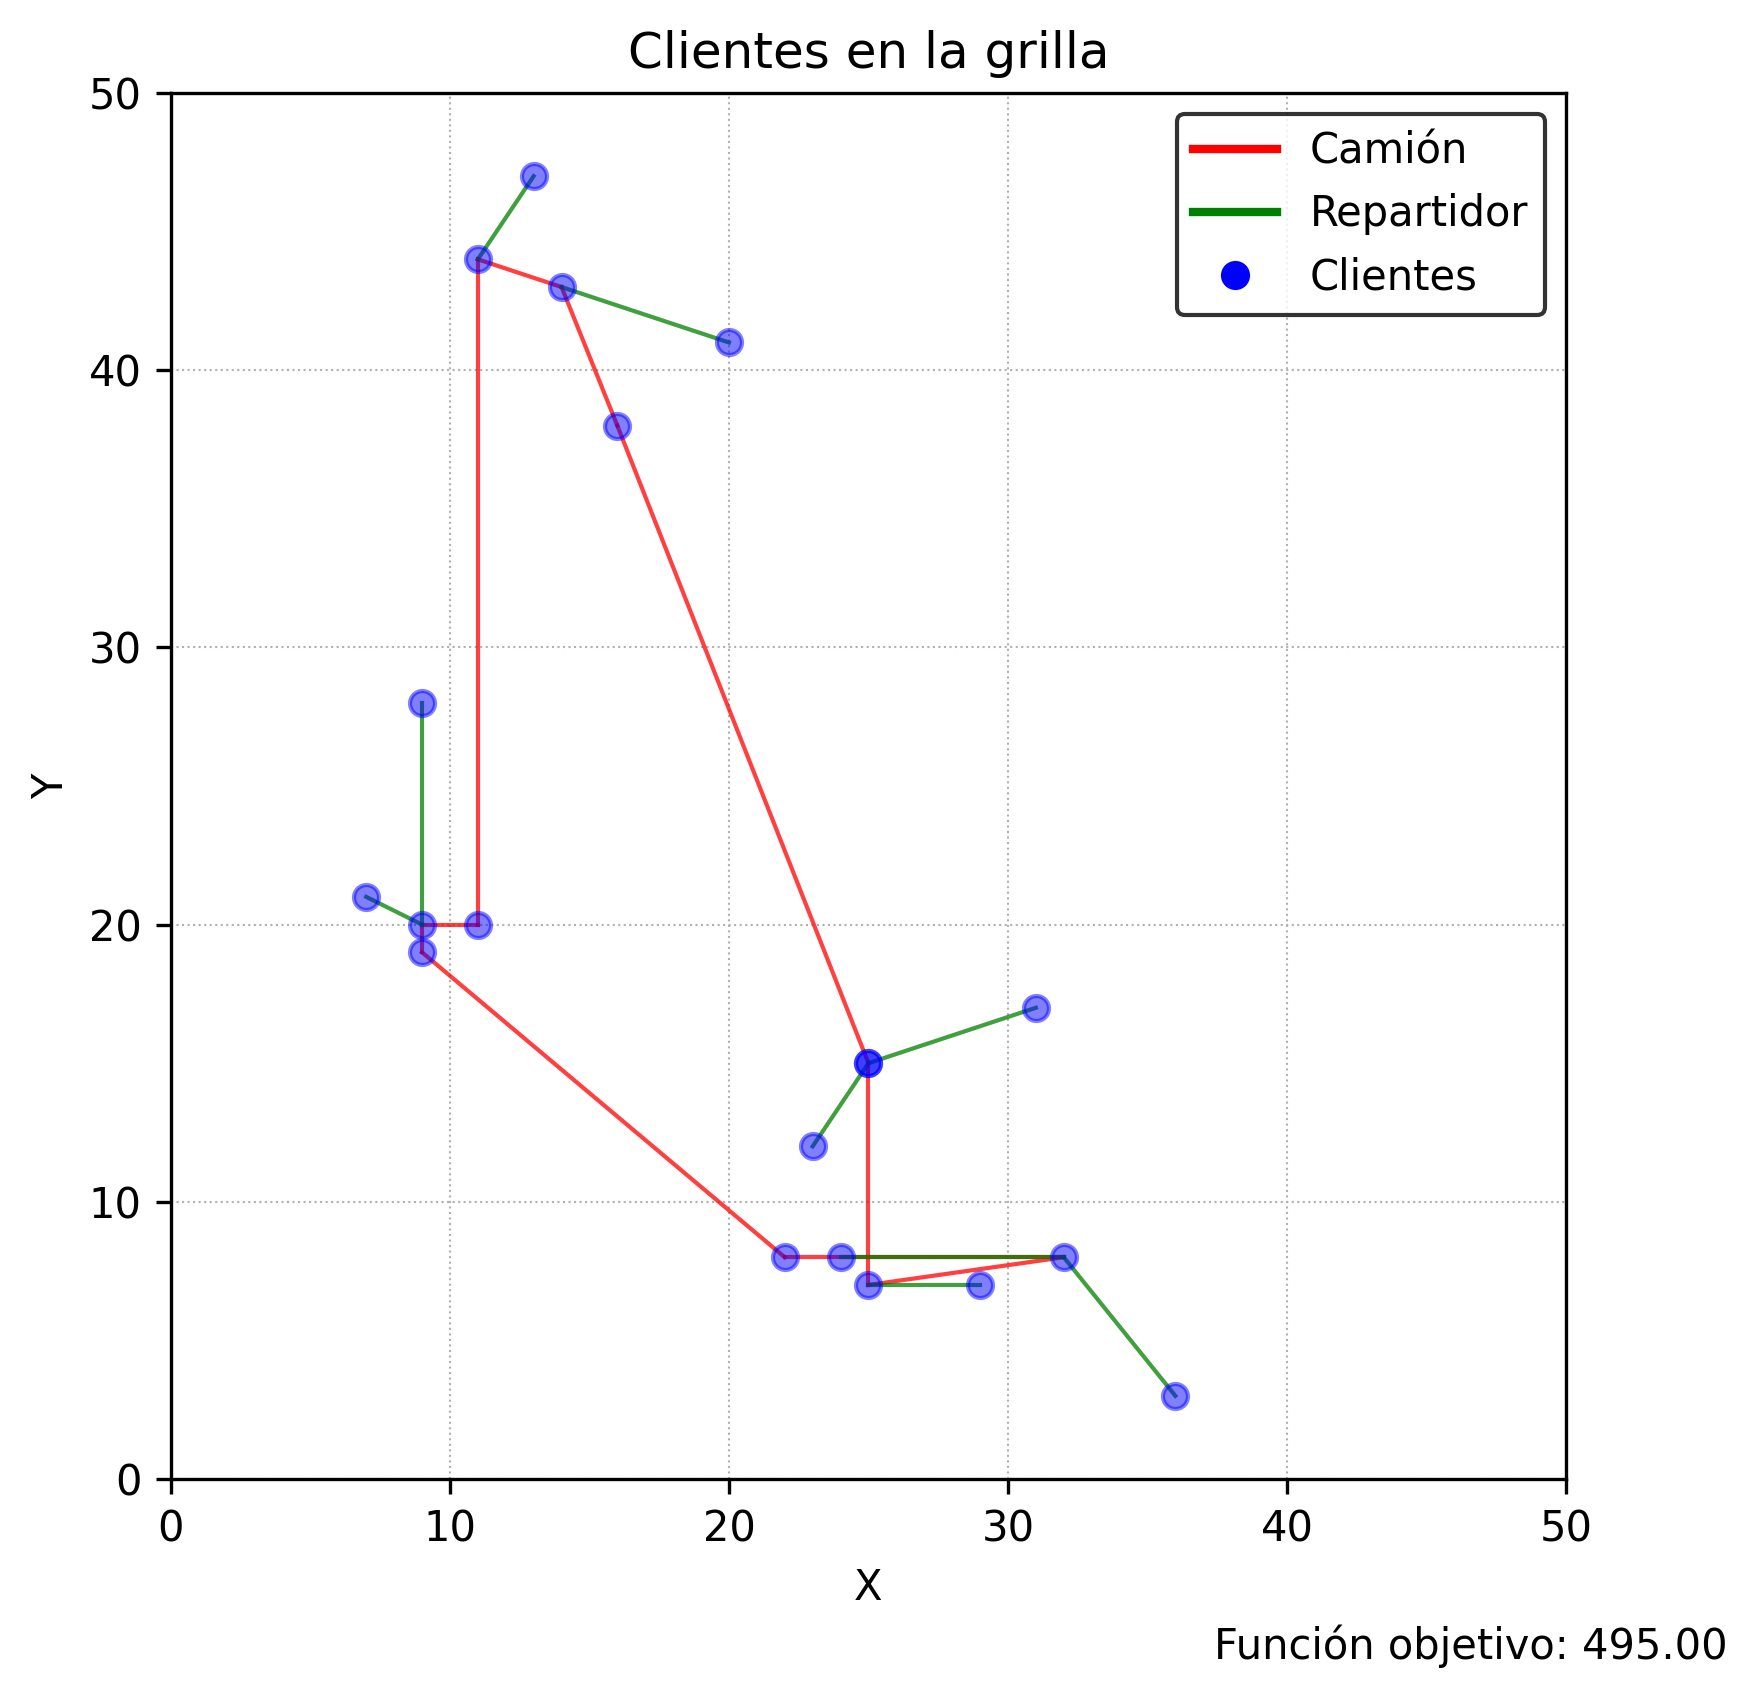 Clientes en la grilla
50
40
30
20
10
0
Y
Camión
Repartidor
Clientes
0 10 20 30 40 50
X
Función objetivo: 495.00